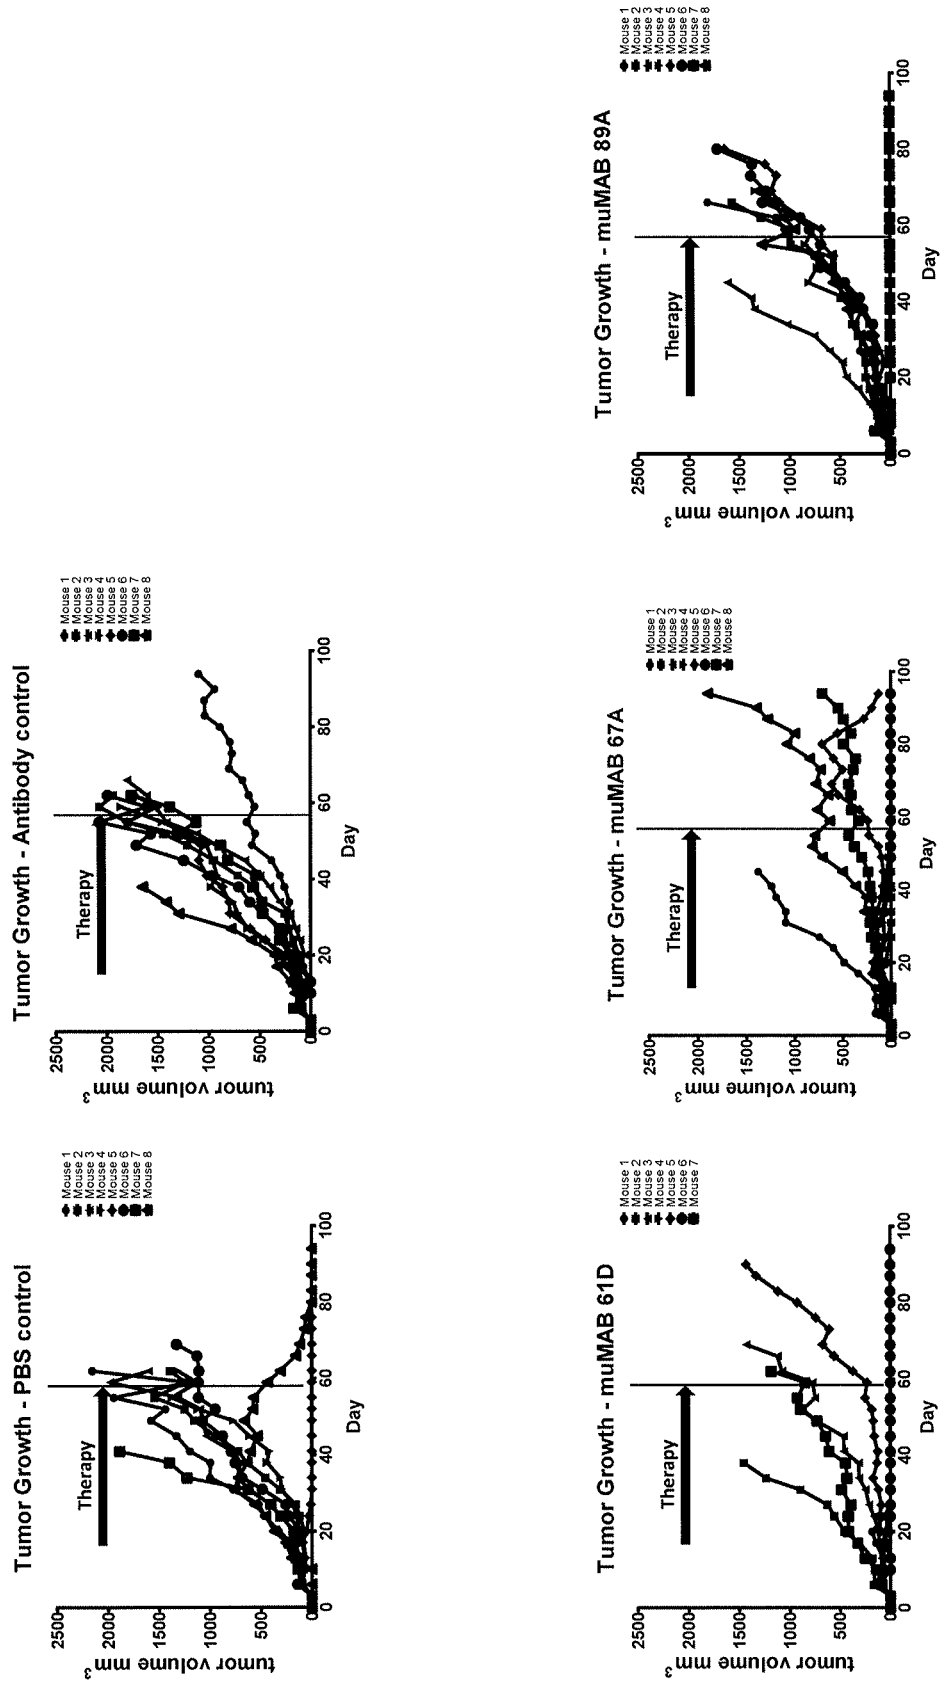 Tumor Growth - PBS control
Therapy
tumor volume mm3
2500
2000
1500
1000
500
0
0
20
40
60
80
100
Day
Mouse 1
Mouse 2
Mouse 3
Mouse 4
Mouse 5
Mouse 6
Mouse 7
Mouse 8
Tumor Growth - Antibody control
Therapy
tumor volume mm3
2500
2000
1500
1000
500
0
0
20
40
60
80
100
Day
Mouse 1
Mouse 2
Mouse 3
Mouse 4
Mouse 5
Mouse 6
Mouse 7
Mouse 8
Tumor Growth - muMAB 61D
Therapy
tumor volume mm3
2500
2000
1500
1000
500
0
0
20
40
60
80
100
Day
Mouse 1
Mouse 2
Mouse 3
Mouse 4
Mouse 5
Mouse 6
Mouse 7
Tumor Growth - muMAB 67A
Therapy
tumor volume mm3
2500
2000
1500
1000
500
0
0
20
40
60
80
100
Day
Mouse 1
Mouse 2
Mouse 3
Mouse 4
Mouse 5
Mouse 6
Mouse 7
Mouse 8
Tumor Growth - muMAB 89A
Therapy
tumor volume mm3
2500
2000
1500
1000
500
0
0
20
40
60
80
100
Day
Mouse 1
Mouse 2
Mouse 3
Mouse 4
Mouse 5
Mouse 6
Mouse 7
Mouse 8